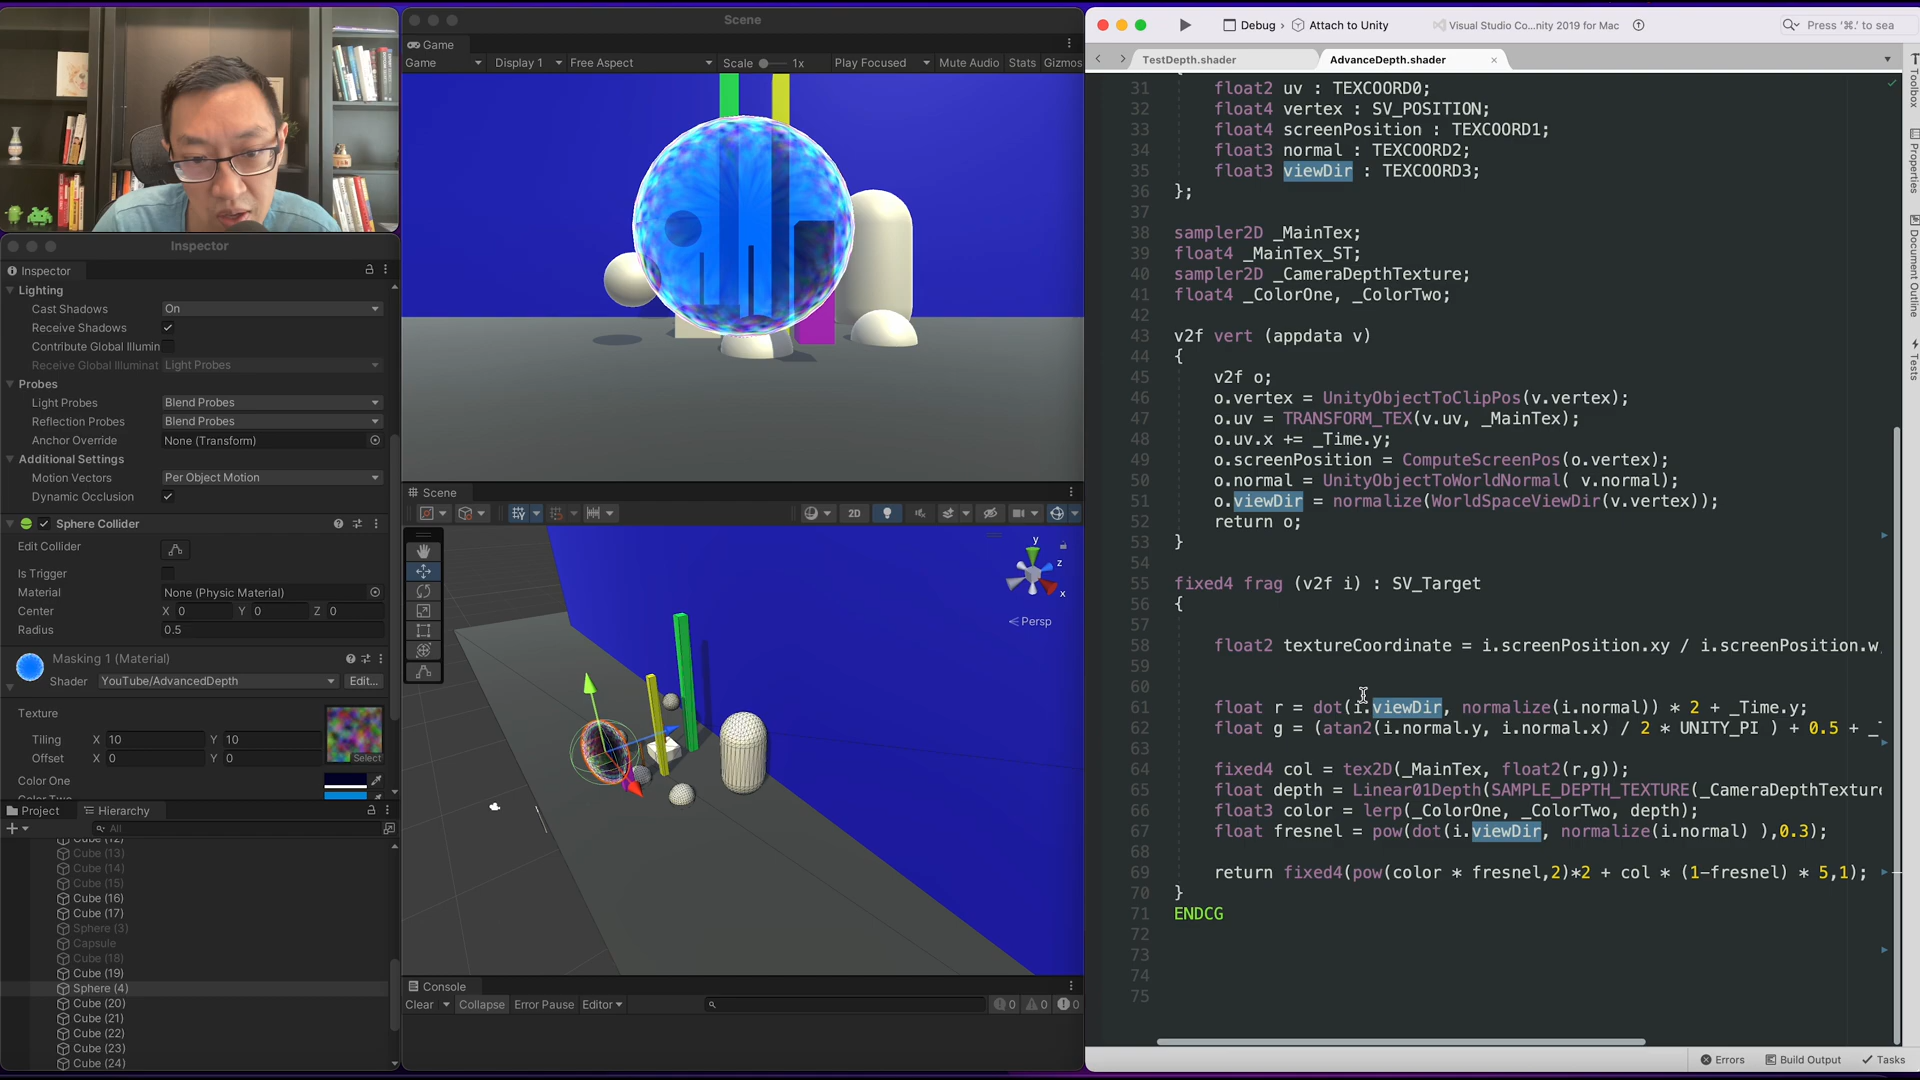 Inspector
Inspector
Lighting
Cast Shadows On
Receive Shadows
Contribute Global Illumin
Receive Global Illuminat Light Probes
Probes
Light Probes Blend Probes
Reflection Probes Blend Probes
Anchor Override None (Transform)
Additional Settings
Motion Vectors Per Object Motion
Dynamic Occlusion
Sphere Collider
Edit Collider
Is Trigger
Material None (Physic Material)
Center X 0 Y 0 Z 0
Radius 0.5
Masking 1 (Material)
Shader YouTube/AdvancedDepth Edit...
Texture
Tiling X 10 Y 10
Offset X 0 Y 0 Select
Color One
Project Hierarchy
All
Cube (12)
Cube (13)
Cube (14)
Cube (15)
Cube (16)
Cube (17)
Sphere (3)
Capsule
Cube (18)
Cube (19)
Sphere (4)
Cube (20)
Cube (21)
Cube (22)
Cube (23)
Cube (24)
Scene
Game
Game Display 1 Free Aspect Scale 1x Play Focused Mute Audio Stats Gizmos
Scene
2D
y
z
x
Persp
Console
Clear Collapse Error Pause Editor 0 0 0
Debug › Attach to Unity Visual Studio Co...nity 2019 for Mac Press '⌘.' to sea
TestDepth.shader AdvanceDepth.shader
31 float2 uv : TEXCOORD0;
32 float4 vertex : SV_POSITION;
33 float4 screenPosition : TEXCOORD1;
34 float3 normal : TEXCOORD2;
35 float3 viewDir : TEXCOORD3;
36 };
37
38 sampler2D _MainTex;
39 float4 _MainTex_ST;
40 sampler2D _CameraDepthTexture;
41 float4 _ColorOne, _ColorTwo;
42
43 v2f vert (appdata v)
44 {
45 v2f o;
46 o.vertex = UnityObjectToClipPos(v.vertex);
47 o.uv = TRANSFORM_TEX(v.uv, _MainTex);
48 o.uv.x += _Time.y;
49 o.screenPosition = ComputeScreenPos(o.vertex);
50 o.normal = UnityObjectToWorldNormal( v.normal);
51 o.viewDir = normalize(WorldSpaceViewDir(v.vertex));
52 return o;
53 }
54
55 fixed4 frag (v2f i) : SV_Target
56 {
57
58 float2 textureCoordinate = i.screenPosition.xy / i.screenPosition.w
59
60
61 float r = dot(i.viewDir, normalize(i.normal)) * 2 + _Time.y;
62 float g = (atan2(i.normal.y, i.normal.x) / 2 * UNITY_PI ) + 0.5 + _
63
64 fixed4 col = tex2D(_MainTex, float2(r,g));
65 float depth = Linear01Depth(SAMPLE_DEPTH_TEXTURE(_CameraDepthTexture
66 float3 color = lerp(_ColorOne, _ColorTwo, depth);
67 float fresnel = pow(dot(i.viewDir, normalize(i.normal) ),0.3);
68
69 return fixed4(pow(color * fresnel,2)*2 + col * (1-fresnel) * 5,1);
70 }
71 ENDCG
72
73
74
75
Toolbox
Properties
Document Outline
Tests
Errors Build Output Tasks